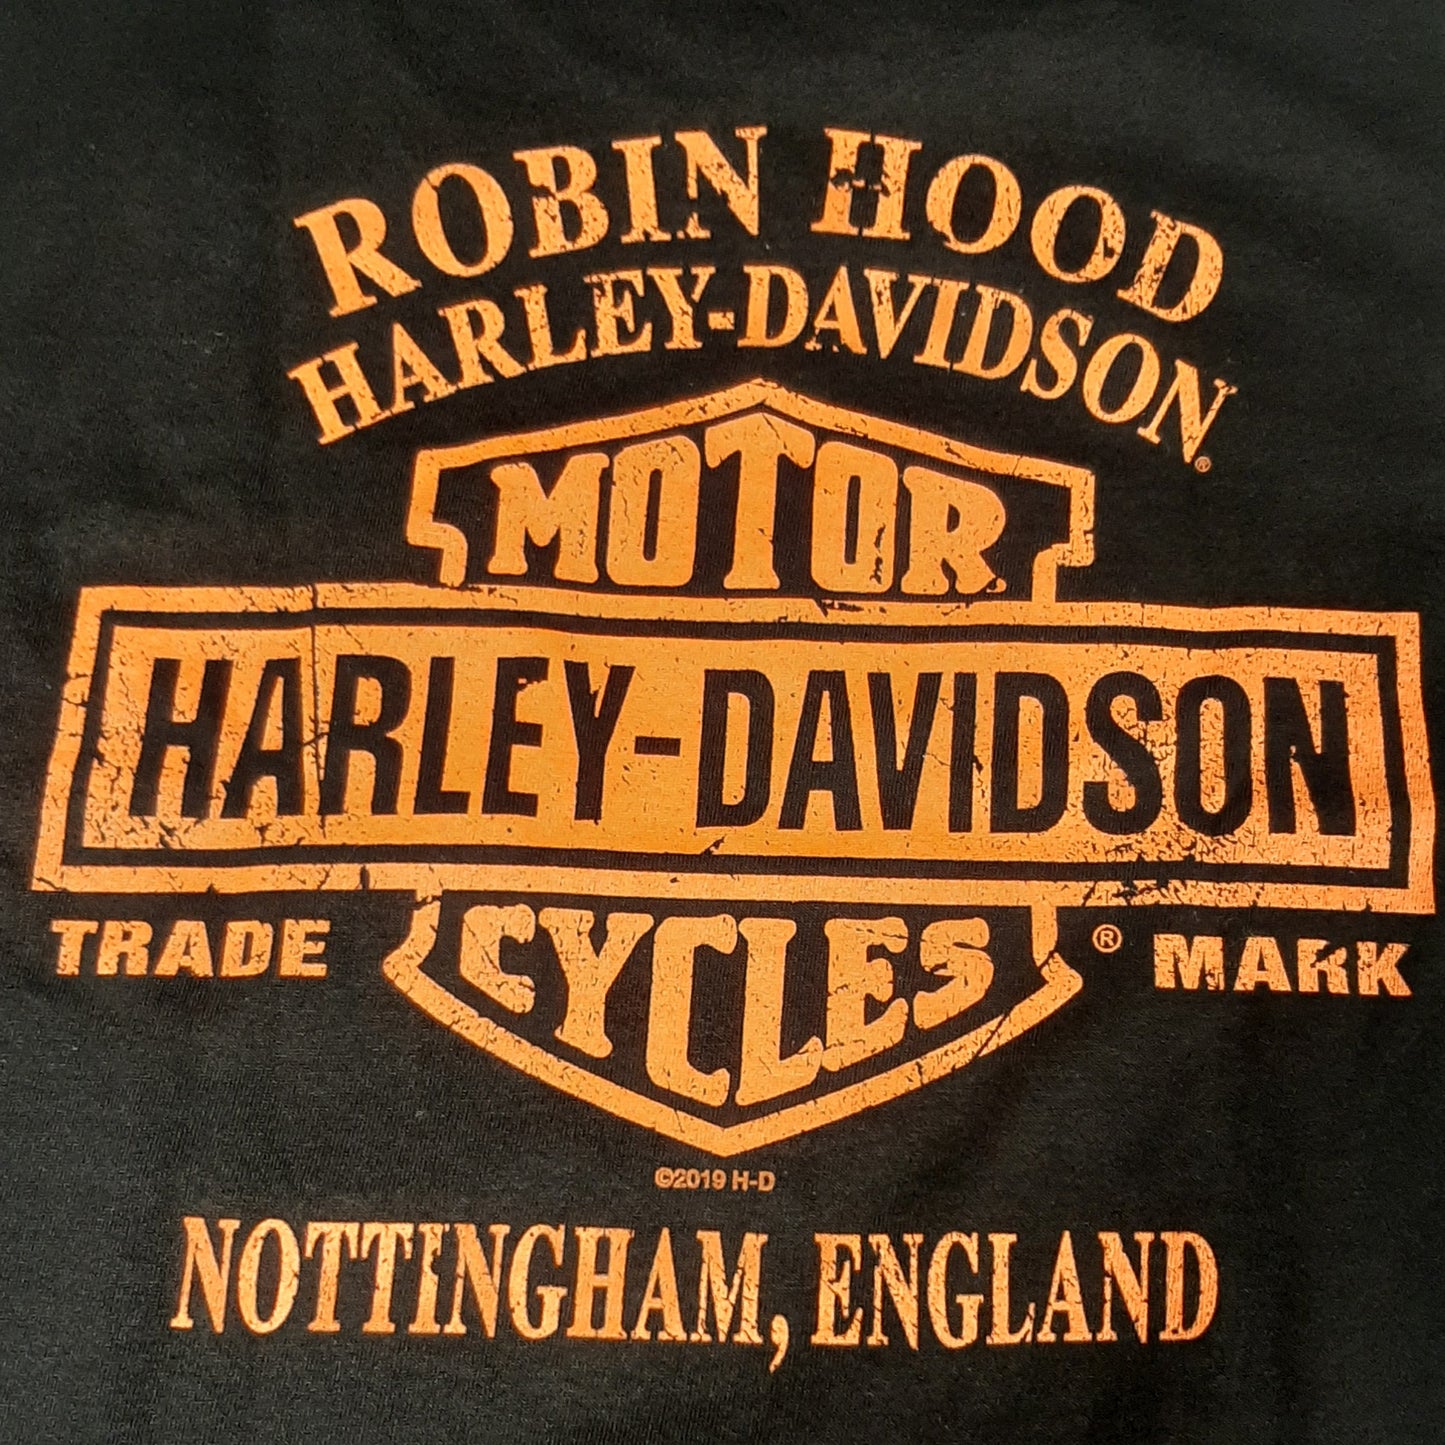 ROBIN HOOD
HARLEY-DAVIDSON®
MOTOR
HARLEY-DAVIDSON
TRADE CYCLES ® MARK
©2019 H-D
NOTTINGHAM, ENGLAND